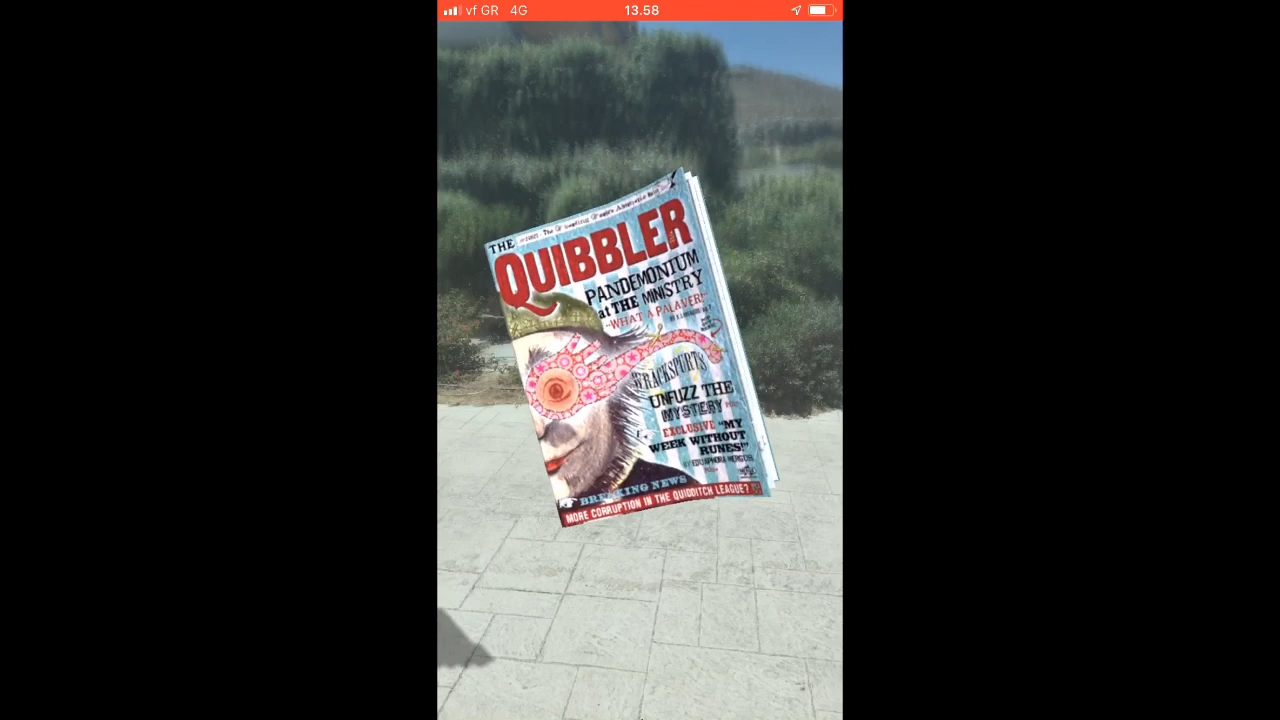 vf GR 4G 13.58
THE
QUIBBLER
PANDEMONIUM
at THE MINISTRY
"WHAT A PALAVER!"
WRACKSPURTS
UNFUZZ THE
MYSTERY
EXCLUSIVE "MY
WEEK WITHOUT
RUNES!"
BREAKING NEWS
MORE CORRUPTION IN THE QUIDDITCH LEAGUE?